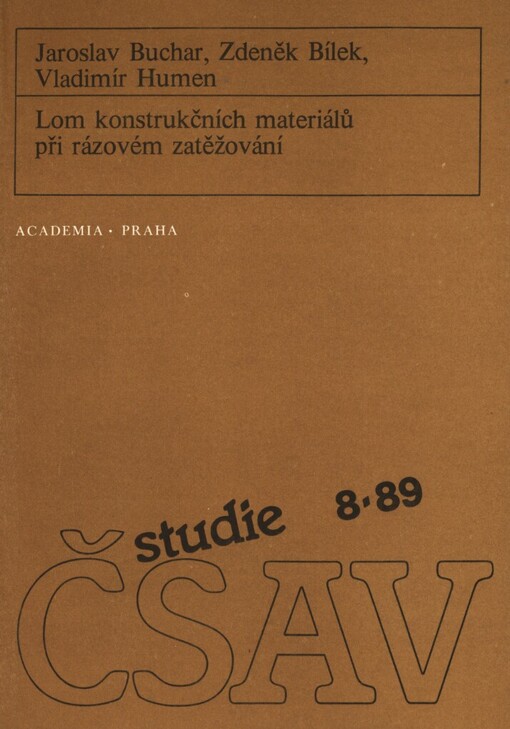 Jaroslav Buchar, Zdeněk Bílek,
Vladimír Humen
Lom konstrukčních materiálů
při rázovém zatěžování
ACADEMIA • PRAHA
studie 8•89
ČSAV